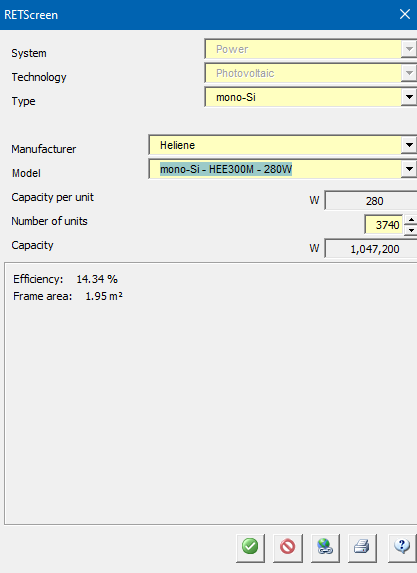 RETScreen
System Power
Technology Photovoltaic
Type mono-Si
Manufacturer Heliene
Model mono-Si - HEE300M - 280W
Capacity per unit W 280
Number of units 3740
Capacity W 1,047,200
Efficiency: 14.34 %
Frame area: 1.95 m²
?